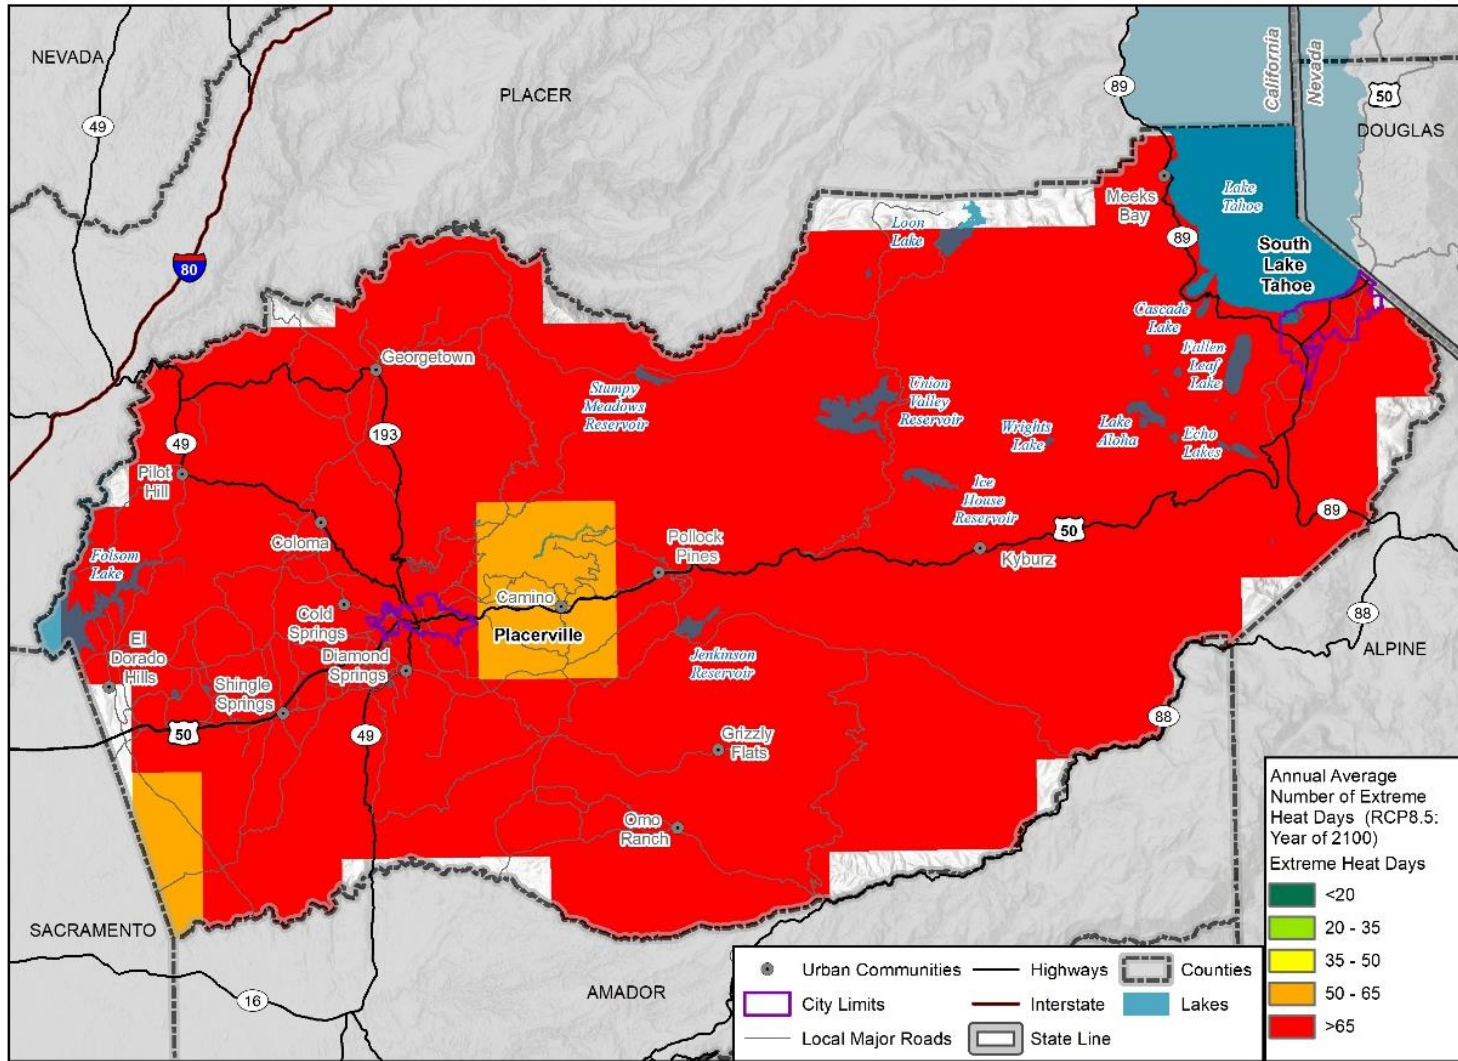 NEVADA
PLACER
89
California
Nevada
50
49
DOUGLAS
80
Meeks
Bay
Lake
Tahoe
Loon
Lake
89
South
Lake
Tahoe
Cascade
Lake
Georgetown
Fallen
Leaf
Lake
Stumpy
Meadows
Reservoir
Union
Valley
Reservoir
49
193
Wrights
Lake
Lake
Aloha
Echo
Lakes
Pilot
Hill
Ice
House
Reservoir
89
50
Coloma
Pollock
Pines
Kyburz
Folsom
Lake
Camino
Cold
Springs
Placerville
88
El
Dorado
Hills
Diamond
Springs
Jenkinson
Reservoir
ALPINE
Shingle
Springs
50
49
88
Grizzly
Flats
Omo
Ranch
SACRAMENTO
AMADOR
16
Annual Average
Number of Extreme
Heat Days (RCP8.5:
Year of 2100)
Extreme Heat Days
<20
20 - 35
35 - 50
50 - 65
>65
Urban Communities
Highways
Counties
City Limits
Interstate
Lakes
Local Major Roads
State Line